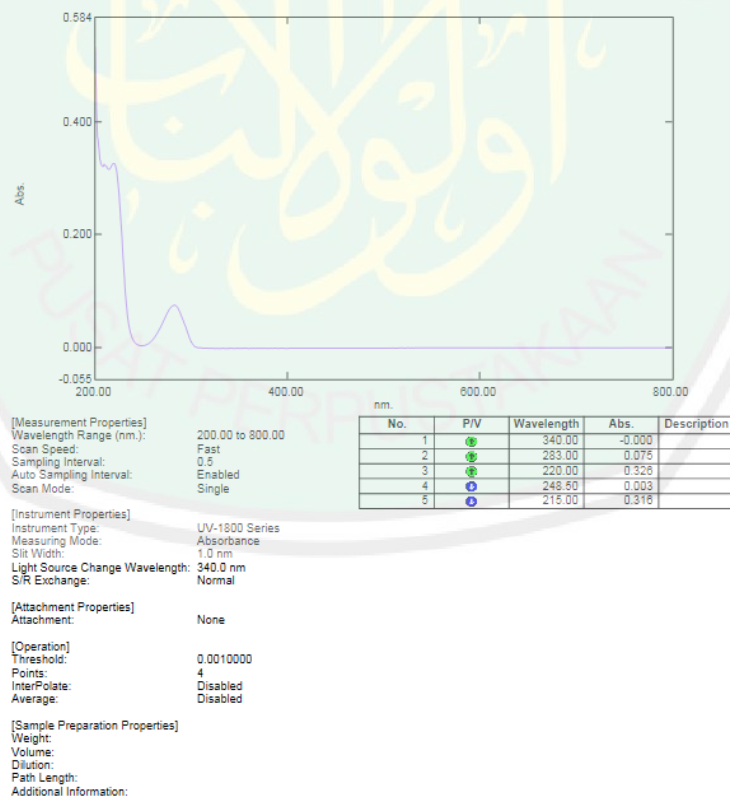 0.584
0.400
Abs.
0.200
0.000
-0.055
200.00 400.00 600.00 800.00
nm.
PUSAT PERPUSTAKAAN
[Measurement Properties]
Wavelength Range (nm.): 200.00 to 800.00
Scan Speed: Fast
Sampling Interval: 0.5
Auto Sampling Interval: Enabled
Scan Mode: Single
No. P/V Wavelength Abs. Description
1 340.00 -0.000
2 283.00 0.075
3 220.00 0.326
4 248.50 0.003
5 215.00 0.316
[Instrument Properties]
Instrument Type: UV-1800 Series
Measuring Mode: Absorbance
Slit Width: 1.0 nm
Light Source Change Wavelength: 340.0 nm
S/R Exchange: Normal
[Attachment Properties]
Attachment: None
[Operation]
Threshold: 0.0010000
Points: 4
InterPolate: Disabled
Average: Disabled
[Sample Preparation Properties]
Weight:
Volume:
Dilution:
Path Length:
Additional Information: